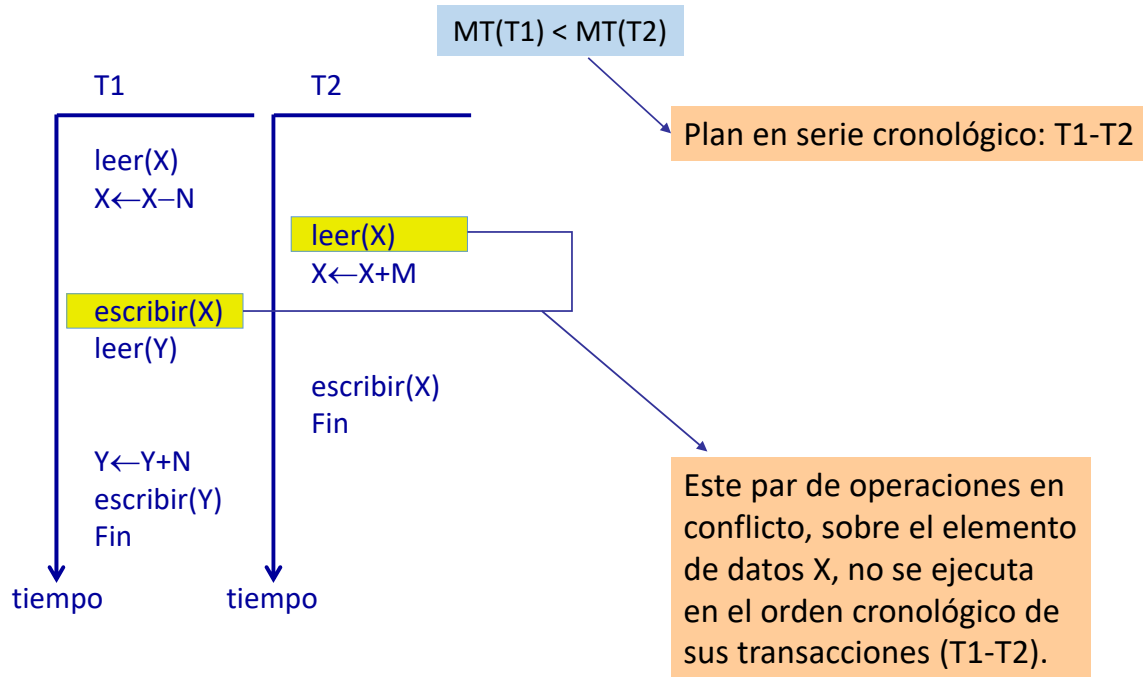 MT(T1) < MT(T2)
T1
T2
Plan en serie cronológico: T1-T2
leer(X)
X←X−N
leer(X)
X←X+M
escribir(X)
leer(Y)
escribir(X)
Fin
Y←Y+N
escribir(Y)
Fin
Este par de operaciones en
conflicto, sobre el elemento
de datos X, no se ejecuta
en el orden cronológico de
sus transacciones (T1-T2).
tiempo
tiempo